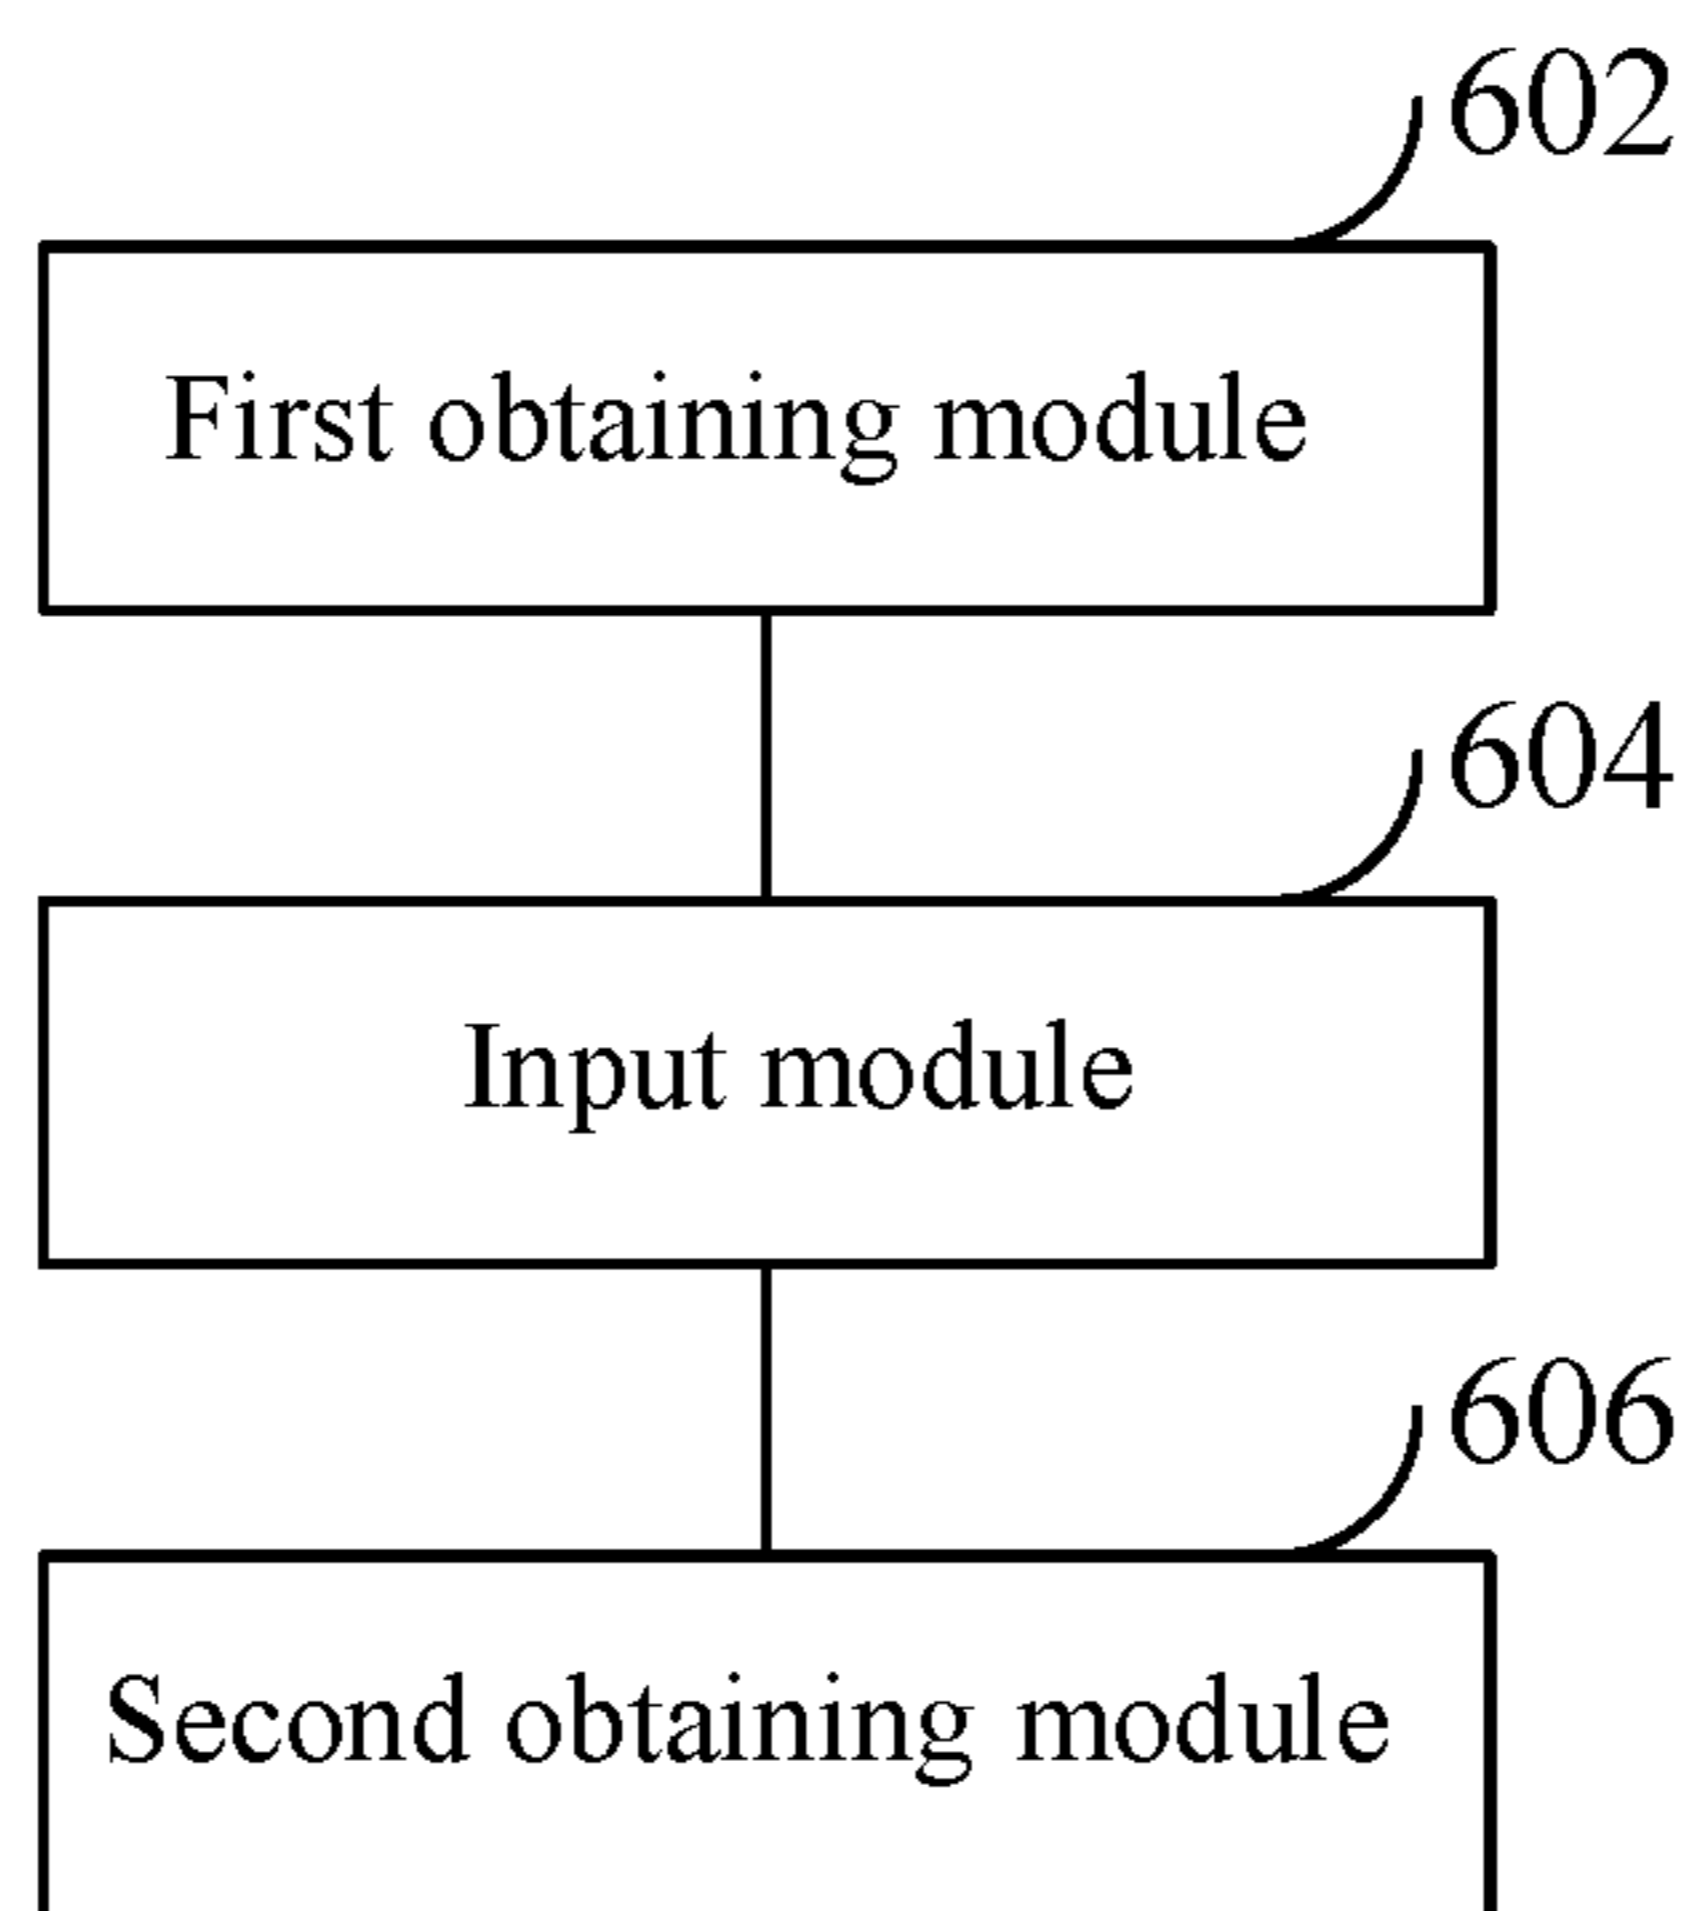 602
First obtaining module
604
Input module
606
Second obtaining module